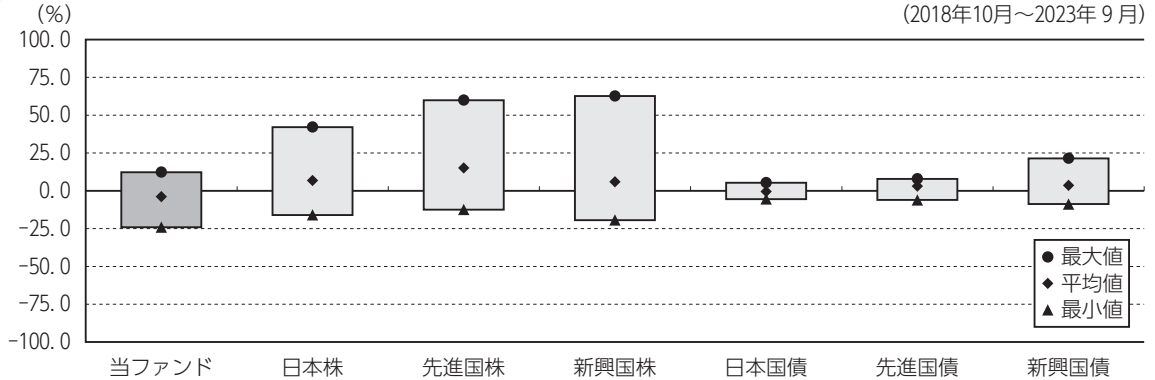 (%)
(2018年10月～2023年9月)
100.0
75.0
50.0
25.0
0.0
-25.0
-50.0
-75.0
-100.0
● 最大値
◆ 平均値
▲ 最小値
当ファンド 日本株 先進国株 新興国株 日本国債 先進国債 新興国債